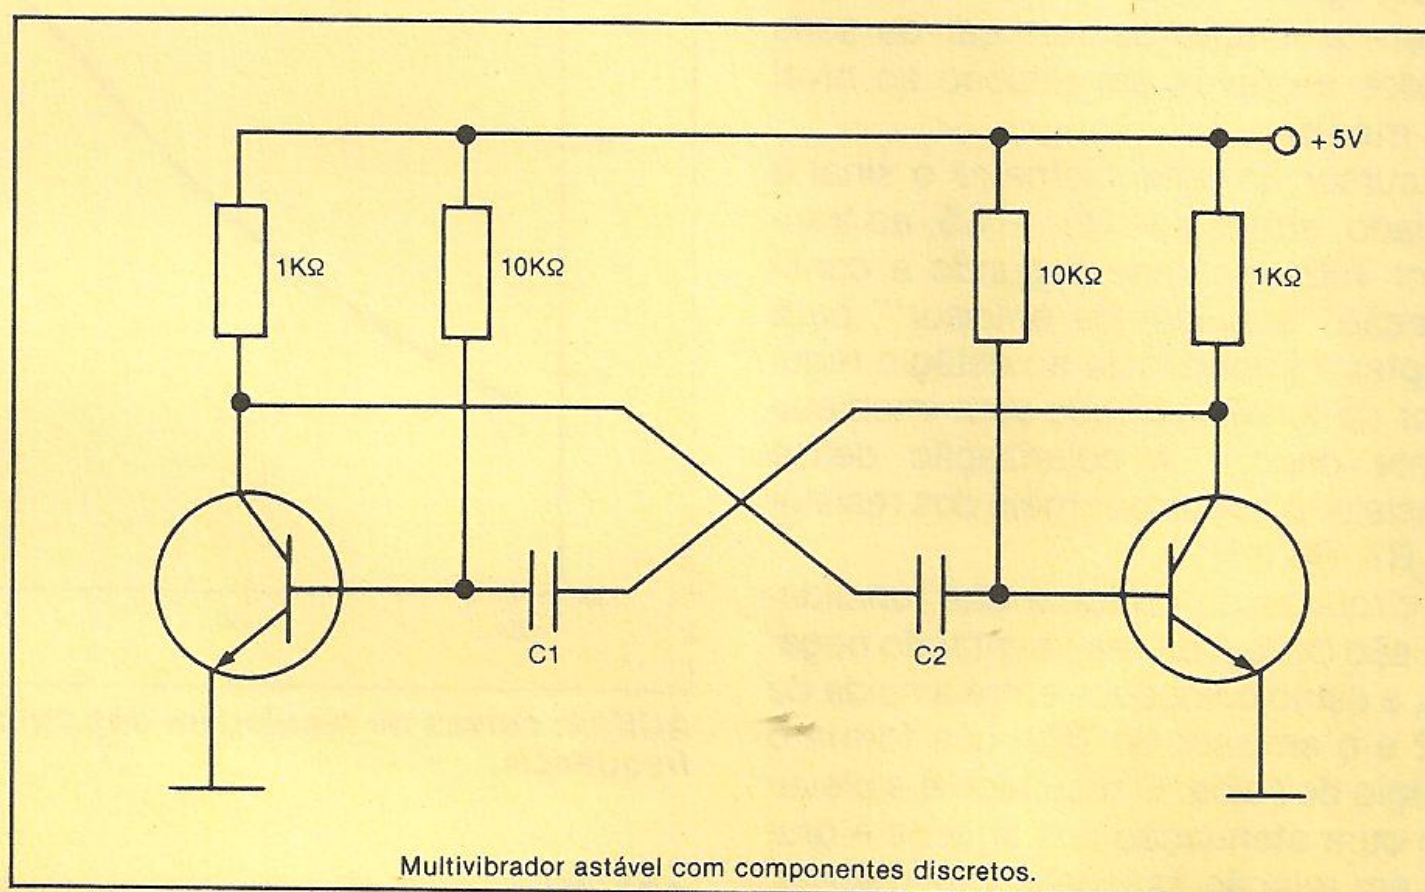 +5V
1KΩ
10KΩ
10KΩ
1KΩ
C1
C2
Multivibrador astável com componentes discretos.